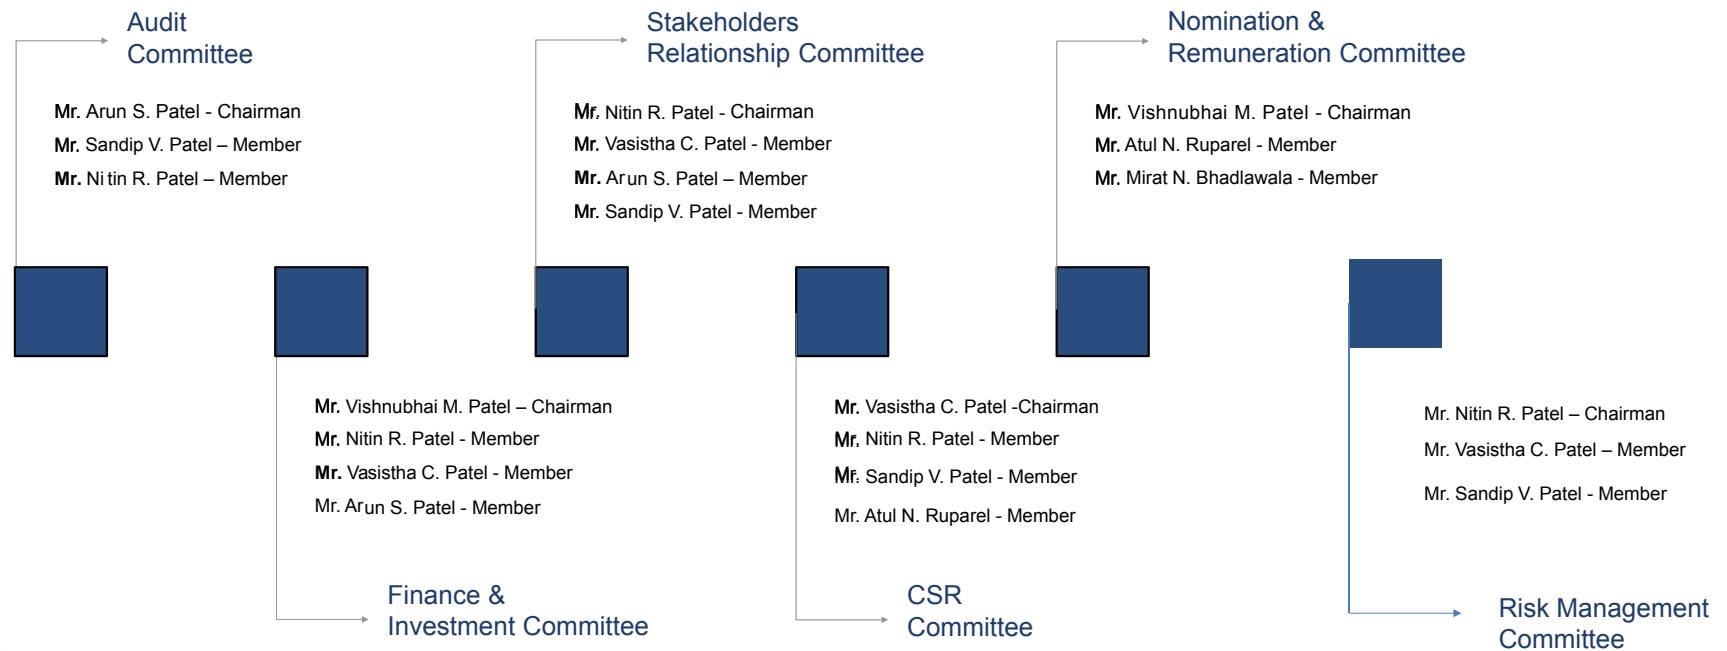 Audit
Committee
Mr. Arun S. Patel - Chairman
Mr. Sandip V. Patel – Member
Mr. Nitin R. Patel – Member
Stakeholders
Relationship Committee
Mr. Nitin R. Patel - Chairman
Mr. Vasistha C. Patel - Member
Mr. Arun S. Patel – Member
Mr. Sandip V. Patel - Member
Nomination &
Remuneration Committee
Mr. Vishnubhai M. Patel - Chairman
Mr. Atul N. Ruparel - Member
Mr. Mirat N. Bhadlawala - Member
Mr. Vishnubhai M. Patel – Chairman
Mr. Nitin R. Patel - Member
Mr. Vasistha C. Patel - Member
Mr. Arun S. Patel - Member
Finance &
Investment Committee
Mr. Vasistha C. Patel -Chairman
Mr. Nitin R. Patel - Member
Mr. Sandip V. Patel - Member
Mr. Atul N. Ruparel - Member
CSR
Committee
Mr. Nitin R. Patel – Chairman
Mr. Vasistha C. Patel – Member
Mr. Sandip V. Patel - Member
Risk Management
Committee